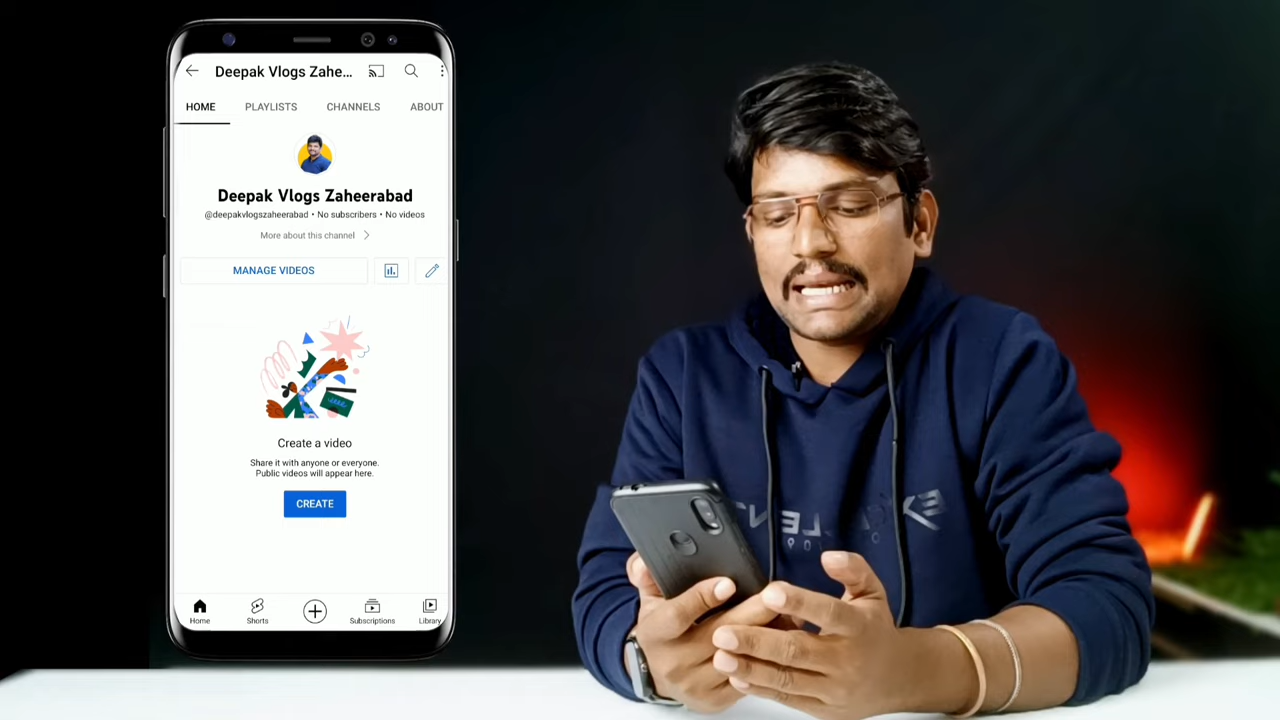 Deepak Vlogs Zahe...
HOME PLAYLISTS CHANNELS ABOUT
Deepak Vlogs Zaheerabad
@deepakvlogszaheerabad • No subscribers • No videos
More about this channel
MANAGE VIDEOS
Create a video
Share it with anyone or everyone.
Public videos will appear here.
CREATE
Home Shorts Subscriptions Library